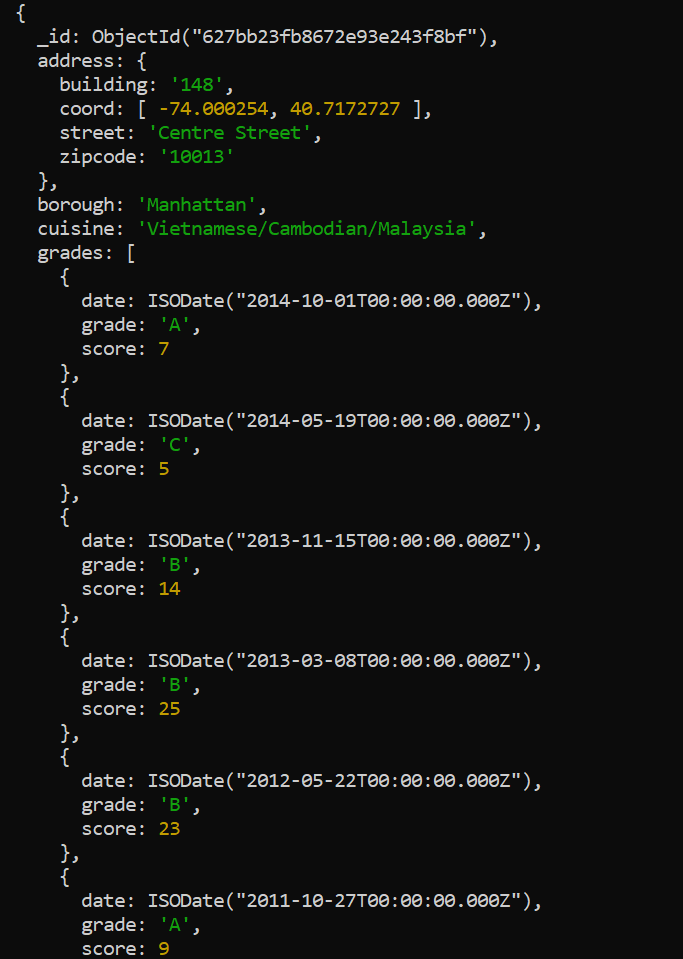 {
_id: ObjectId("627bb23fb8672e93e243f8bf"),
address: {
building: '148',
coord: [ -74.000254, 40.7172727 ],
street: 'Centre Street',
zipcode: '10013'
},
borough: 'Manhattan',
cuisine: 'Vietnamese/Cambodian/Malaysia',
grades: [
{
date: ISODate("2014-10-01T00:00:00.000Z"),
grade: 'A',
score: 7
},
{
date: ISODate("2014-05-19T00:00:00.000Z"),
grade: 'C',
score: 5
},
{
date: ISODate("2013-11-15T00:00:00.000Z"),
grade: 'B',
score: 14
},
{
date: ISODate("2013-03-08T00:00:00.000Z"),
grade: 'B',
score: 25
},
{
date: ISODate("2012-05-22T00:00:00.000Z"),
grade: 'B',
score: 23
},
{
date: ISODate("2011-10-27T00:00:00.000Z"),
grade: 'A',
score: 9